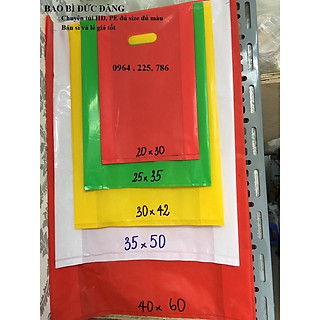 BAO BÌ ĐỨC ĐĂNG
Chuyên túi HD, PE đủ size đủ màu
Bán sỉ và lẻ giá tốt
0964 . 225. 786
20 x 30
25 x 35
30 x 42
35 x 50
40 x 60